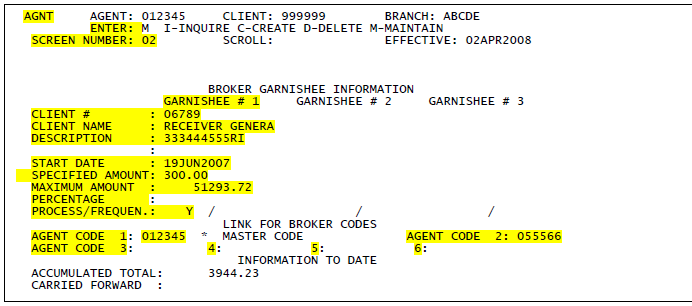 AGNT AGENT: 012345 CLIENT: 999999 BRANCH: ABCDE
ENTER: M I-INQUIRE C-CREATE D-DELETE M-MAINTAIN
SCREEN NUMBER: 02 SCROLL: EFFECTIVE: 02APR2008
BROKER GARNISHEE INFORMATION
GARNISHEE # 1 GARNISHEE # 2 GARNISHEE # 3
CLIENT # : 06789
CLIENT NAME : RECEIVER GENERA
DESCRIPTION : 333444555RI
:
START DATE : 19JUN2007
SPECIFIED AMOUNT: 300.00
MAXIMUM AMOUNT : 51293.72
PERCENTAGE :
PROCESS/FREQUEN.: Y / / /
LINK FOR BROKER CODES
AGENT CODE 1: 012345 * MASTER CODE AGENT CODE 2: 055566
AGENT CODE 3: 4: 5: 6:
INFORMATION TO DATE
ACCUMULATED TOTAL: 3944.23
CARRIED FORWARD :